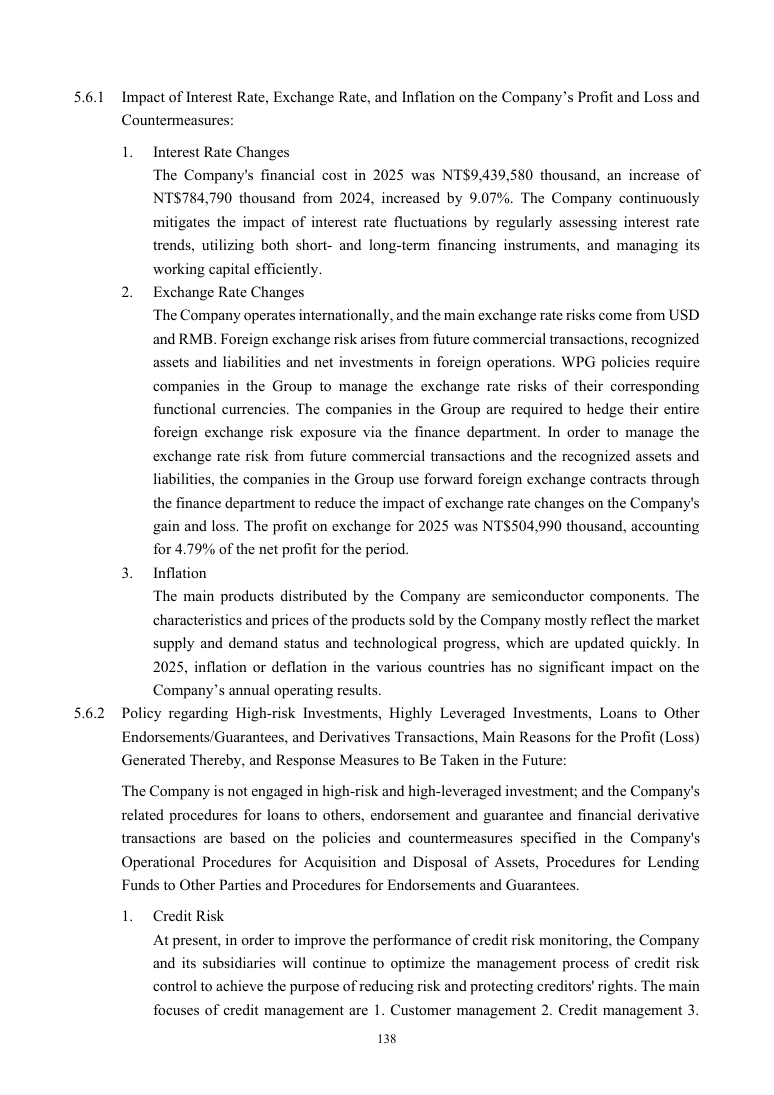 5.6.1 Impact of Interest Rate, Exchange Rate, and Inflation on the Company’s Profit and Loss and
Countermeasures:
1. Interest Rate Changes
The Company's financial cost in 2025 was NT$9,439,580 thousand, an increase of
NT$784,790 thousand from 2024, increased by 9.07%. The Company continuously
mitigates the impact of interest rate fluctuations by regularly assessing interest rate
trends, utilizing both short- and long-term financing instruments, and managing its
working capital efficiently.
2. Exchange Rate Changes
The Company operates internationally, and the main exchange rate risks come from USD
and RMB. Foreign exchange risk arises from future commercial transactions, recognized
assets and liabilities and net investments in foreign operations. WPG policies require
companies in the Group to manage the exchange rate risks of their corresponding
functional currencies. The companies in the Group are required to hedge their entire
foreign exchange risk exposure via the finance department. In order to manage the
exchange rate risk from future commercial transactions and the recognized assets and
liabilities, the companies in the Group use forward foreign exchange contracts through
the finance department to reduce the impact of exchange rate changes on the Company's
gain and loss. The profit on exchange for 2025 was NT$504,990 thousand, accounting
for 4.79% of the net profit for the period.
3. Inflation
The main products distributed by the Company are semiconductor components. The
characteristics and prices of the products sold by the Company mostly reflect the market
supply and demand status and technological progress, which are updated quickly. In
2025, inflation or deflation in the various countries has no significant impact on the
Company’s annual operating results.
5.6.2 Policy regarding High-risk Investments, Highly Leveraged Investments, Loans to Other
Endorsements/Guarantees, and Derivatives Transactions, Main Reasons for the Profit (Loss)
Generated Thereby, and Response Measures to Be Taken in the Future:
The Company is not engaged in high-risk and high-leveraged investment; and the Company's
related procedures for loans to others, endorsement and guarantee and financial derivative
transactions are based on the policies and countermeasures specified in the Company's
Operational Procedures for Acquisition and Disposal of Assets, Procedures for Lending
Funds to Other Parties and Procedures for Endorsements and Guarantees.
1. Credit Risk
At present, in order to improve the performance of credit risk monitoring, the Company
and its subsidiaries will continue to optimize the management process of credit risk
control to achieve the purpose of reducing risk and protecting creditors' rights. The main
focuses of credit management are 1. Customer management 2. Credit management 3.
138